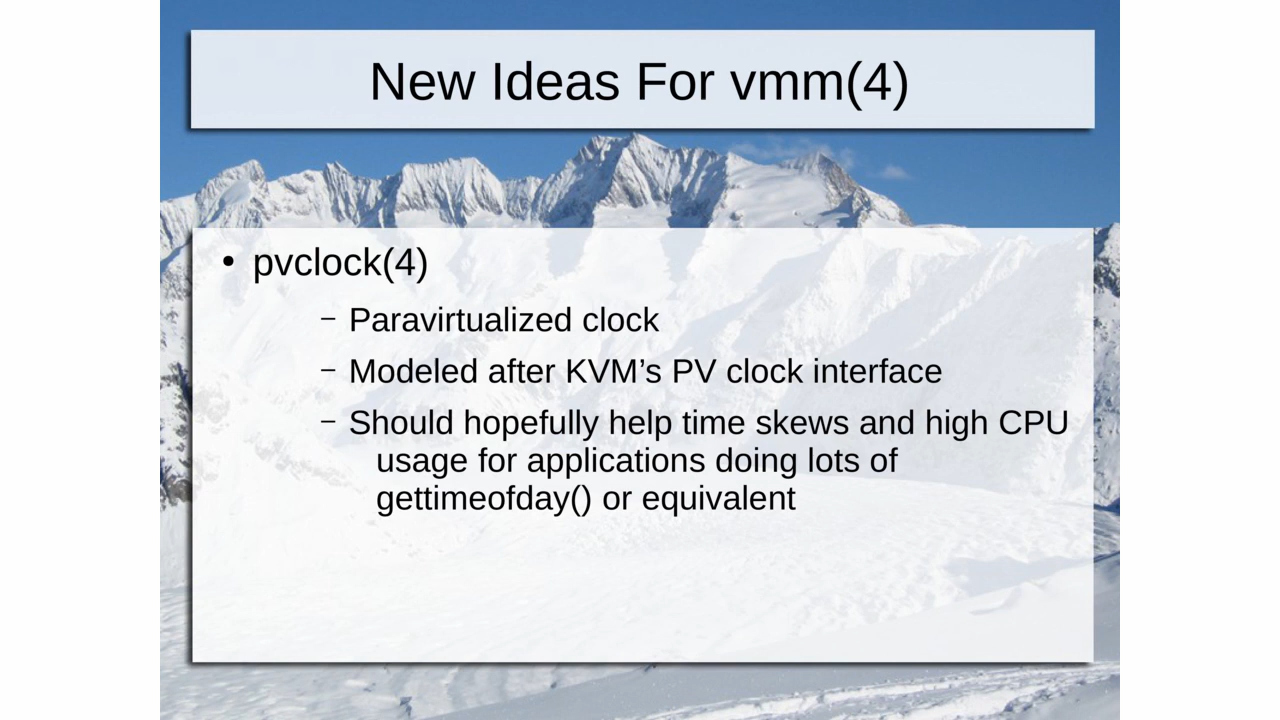 New Ideas For vmm(4)
• pvclock(4)
– Paravirtualized clock
– Modeled after KVM’s PV clock interface
– Should hopefully help time skews and high CPU
usage for applications doing lots of
gettimeofday() or equivalent